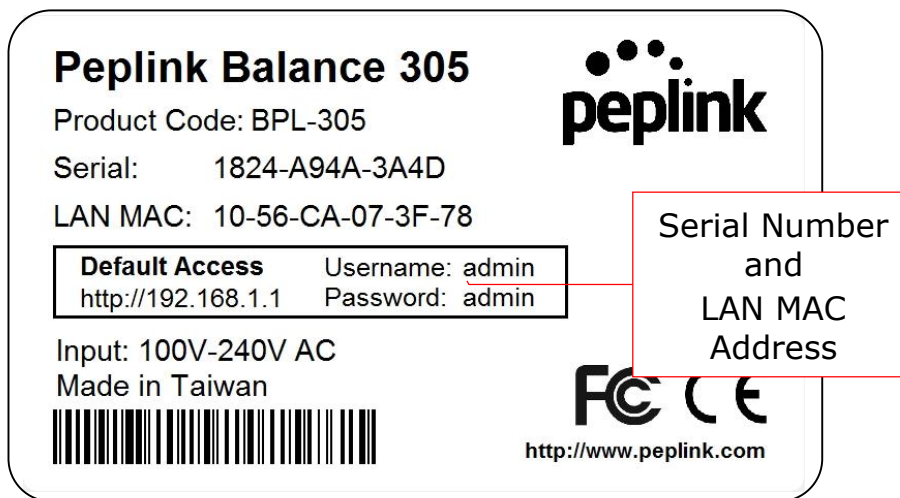 Peplink Balance 305
peplink
Product Code: BPL-305
Serial: 1824-A94A-3A4D
LAN MAC: 10-56-CA-07-3F-78
Default Access Username: admin
http://192.168.1.1 Password: admin
Serial Number
and
LAN MAC
Address
Input: 100V-240V AC
Made in Taiwan
FC CE
http://www.peplink.com